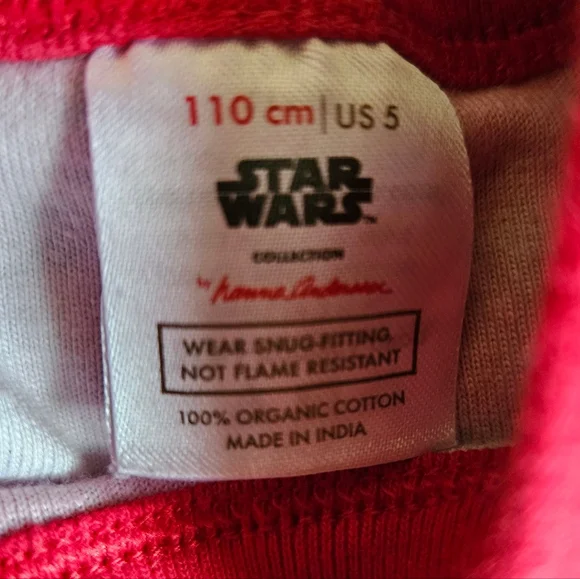 110 cm | US 5
STAR
WARS™
COLLECTION
by hanna andersson
WEAR SNUG-FITTING,
NOT FLAME RESISTANT
100% ORGANIC COTTON
MADE IN INDIA